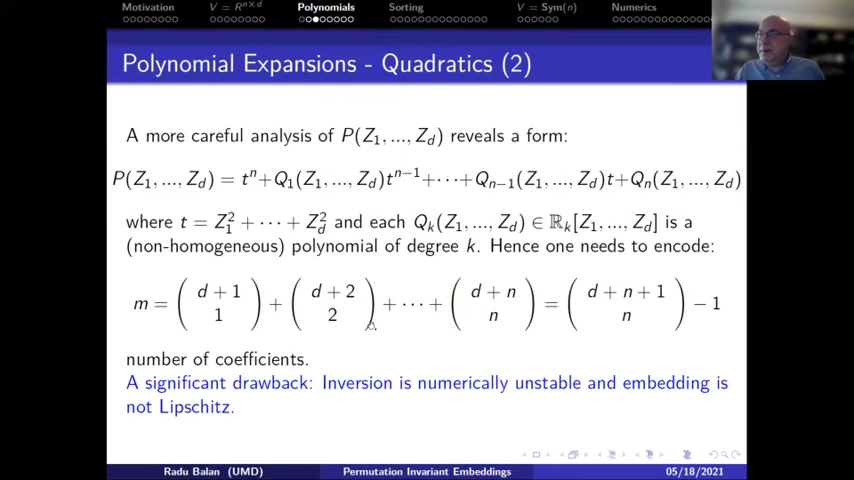 Motivation V = R^{n×d} Polynomials Sorting V = Sym(n) Numerics
Polynomial Expansions - Quadratics (2)
A more careful analysis of P(Z_1, ..., Z_d) reveals a form:
P(Z_1, ..., Z_d) = t^n+Q_1(Z_1, ..., Z_d)t^{n-1}+⋯+Q_{n-1}(Z_1, ..., Z_d)t+Q_n(Z_1, ..., Z_d)
where t = Z_1^2 + ⋯ + Z_d^2 and each Q_k(Z_1, ..., Z_d) ∈ ℝ_k[Z_1, ..., Z_d] is a
(non-homogeneous) polynomial of degree k. Hence one needs to encode:
m = ( d + 1 1 ) + ( d + 2 2 ) + ⋯ + ( d + n n ) = ( d + n + 1 n ) − 1
number of coefficients.
A significant drawback: Inversion is numerically unstable and embedding is
not Lipschitz.
Radu Balan (UMD) Permutation Invariant Embeddings 05/18/2021